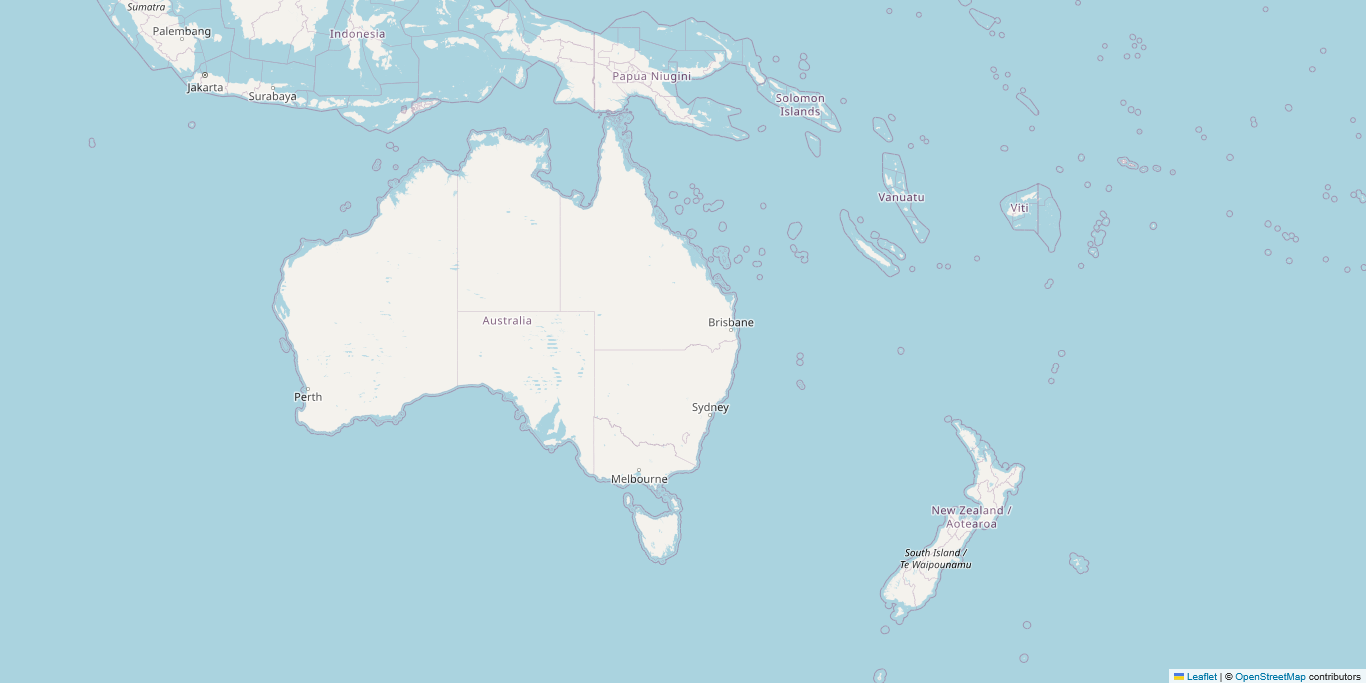 Sumatra
Palembang
Indonesia
Jakarta
Surabaya
Papua Niugini
Solomon
Islands
Vanuatu
Viti
Australia
Brisbane
Perth
Sydney
Melbourne
New Zealand /
Aotearoa
South Island /
Te Waipounamu
Leaflet | © OpenStreetMap contributors